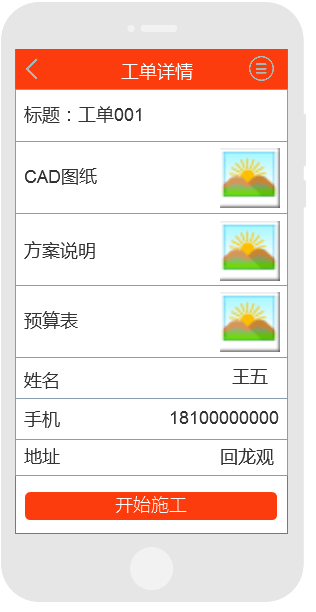 工单详情
标题：工单001
CAD图纸
方案说明
预算表
姓名 王五
手机 18100000000
地址 回龙观
开始施工